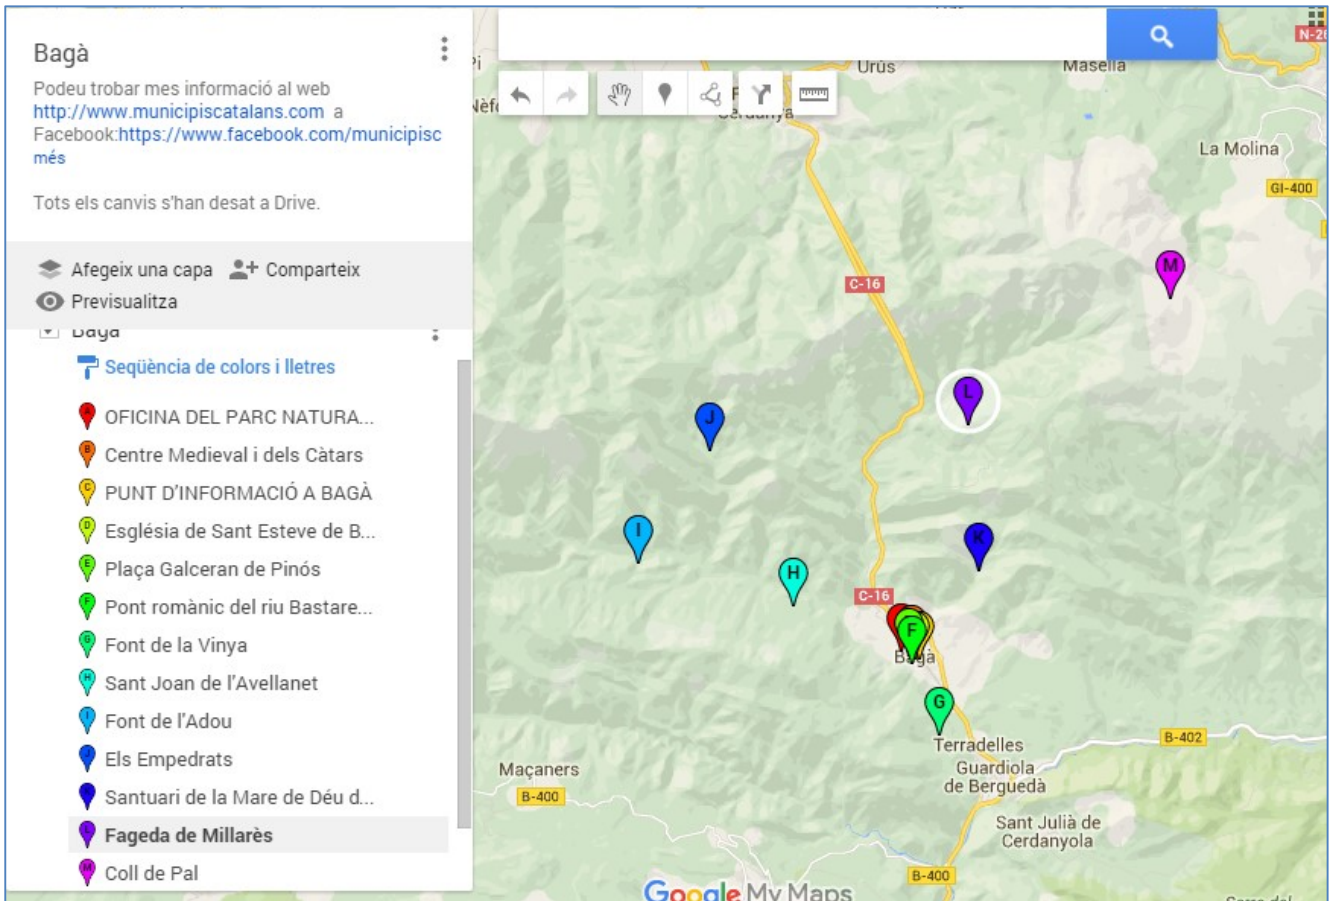 Bagà
Podeu trobar mes informació al web
http://www.municipiscatalans.com a
Facebook:https://www.facebook.com/municipisc
més
Tots els canvis s'han desat a Drive.
Afegeix una capa
Comparteix
Previsualitza
Bagà
Seqüència de colors i lletres
A OFICINA DEL PARC NATURA...
B Centre Medieval i dels Càtars
C PUNT D'INFORMACIÓ A BAGÀ
D Església de Sant Esteve de B...
E Plaça Galceran de Pinós
F Pont romànic del riu Bastare...
G Font de la Vinya
H Sant Joan de l'Avellanet
I Font de l'Adou
J Els Empedrats
K Santuari de la Mare de Déu d...
L Fageda de Millarès
M Coll de Pal
Urús
Masella
La Molina
GI-400
M
C-16
L
J
I
K
H
C-16
F
Bagà
G
Terradelles
B-402
Guardiola
de Berguedà
Maçaners
B-400
Sant Julià de
Cerdanyola
B-400
Google My Maps